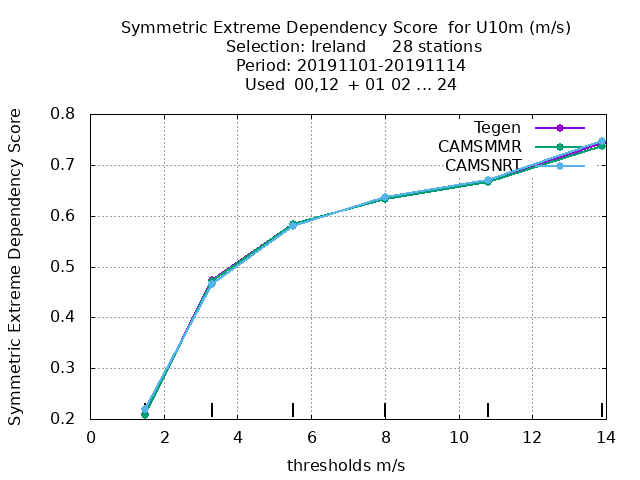 Symmetric Extreme Dependency Score  for U10m (m/s)
Selection: Ireland     28 stations
Period: 20191101-20191114
Used  00,12  + 01 02 ... 24
Symmetric Extreme Dependency Score
0.8
0.7
0.6
0.5
0.4
0.3
0.2
Tegen
CAMSMMR
CAMSNRT
0 2 4 6 8 10 12 14
thresholds m/s